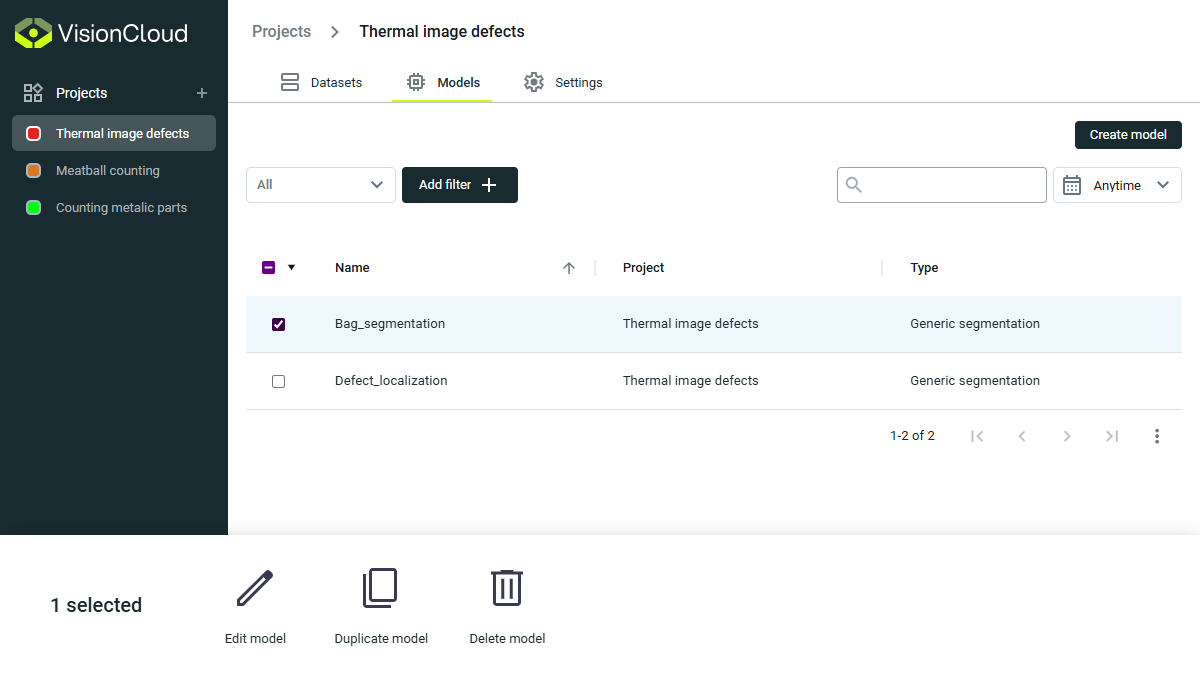 VisionCloud
Projects
Thermal image defects
Meatball counting
Counting metalic parts
Projects > Thermal image defects
Datasets Models Settings
Create model
All Add filter Anytime
Name Project Type
Bag_segmentation Thermal image defects Generic segmentation
Defect_localization Thermal image defects Generic segmentation
1-2 of 2
1 selected
Edit model Duplicate model Delete model